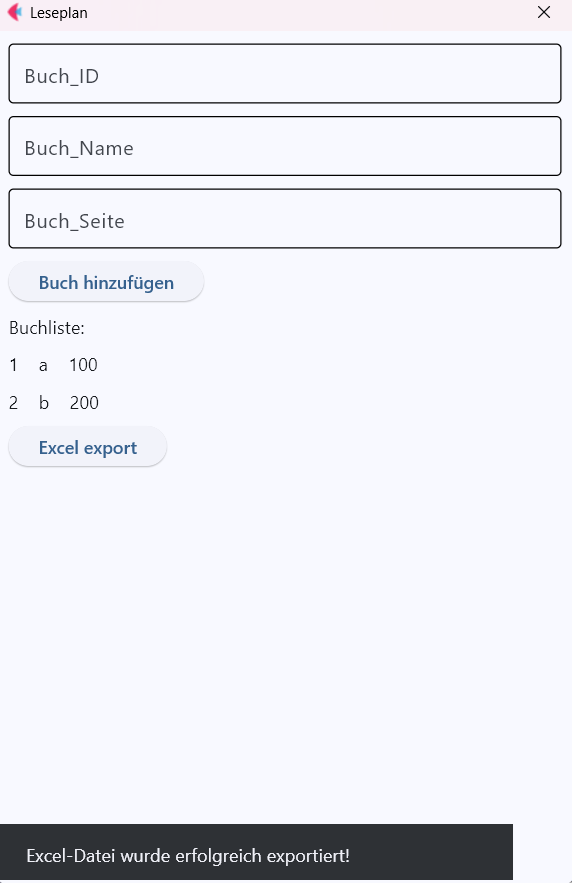 Leseplan
Buch_ID
Buch_Name
Buch_Seite
Buch hinzufügen
Buchliste:
1 a 100
2 b 200
Excel export
Excel-Datei wurde erfolgreich exportiert!